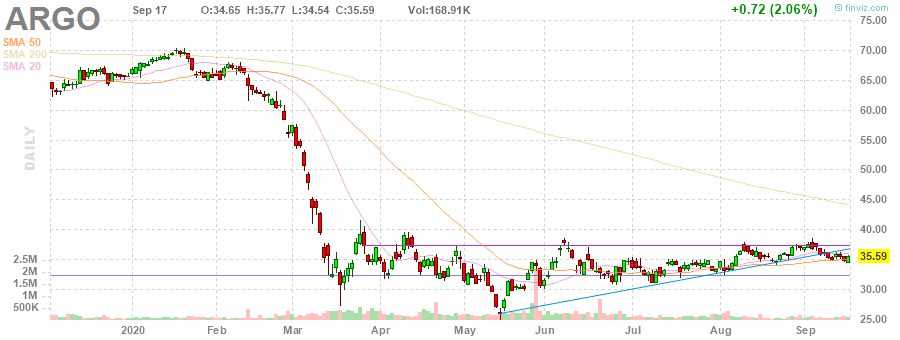 ARGO
Sep 17 O:34.65 H:35.77 L:34.54 C:35.59 Vol:168.91K +0.72 (2.06%)
© finviz.com
SMA 50
SMA 200
SMA 20
DAILY
75.00
70.00
65.00
60.00
55.00
50.00
45.00
40.00
35.59
30.00
25.00
2.5M
2M
1.5M
1M
500K
2020 Feb Mar Apr May Jun Jul Aug Sep